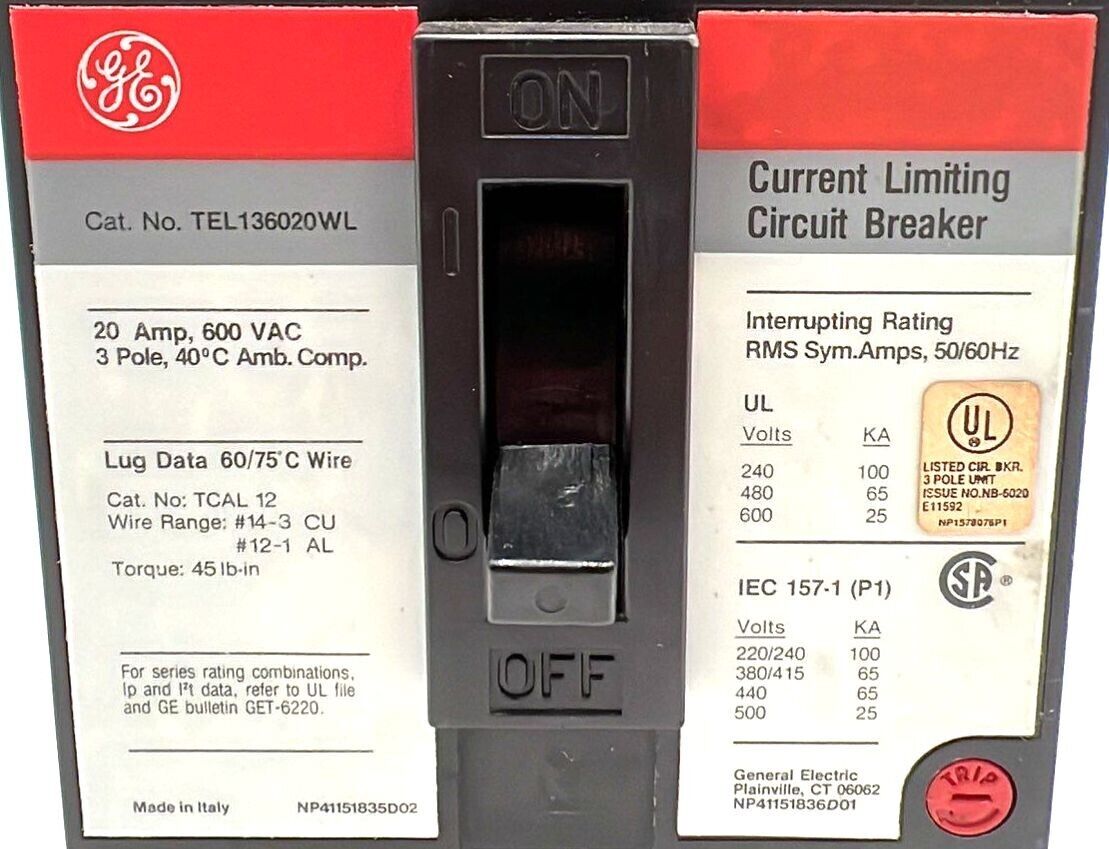 GE
Cat. No. TEL136020WL
20 Amp, 600 VAC
3 Pole, 40°C Amb. Comp.
Lug Data 60/75°C Wire
Cat. No: TCAL 12
Wire Range: #14-3 CU
#12-1 AL
Torque: 45 lb-in
For series rating combinations,
Ip and I²t data, refer to UL file
and GE bulletin GET-6220.
Made in Italy NP41151835D02
ON
I
O
OFF
Current Limiting
Circuit Breaker
Interrupting Rating
RMS Sym.Amps, 50/60Hz
UL
Volts KA
240 100
480 65
600 25
UL
LISTED CIR. BKR.
3 POLE UNIT
ISSUE NO.NB-5020
E11592
NP1578076P1
IEC 157-1 (P1)
SA ®
Volts KA
220/240 100
380/415 65
440 65
500 25
General Electric
Plainville, CT 06062
NP41151836D01
TRIP